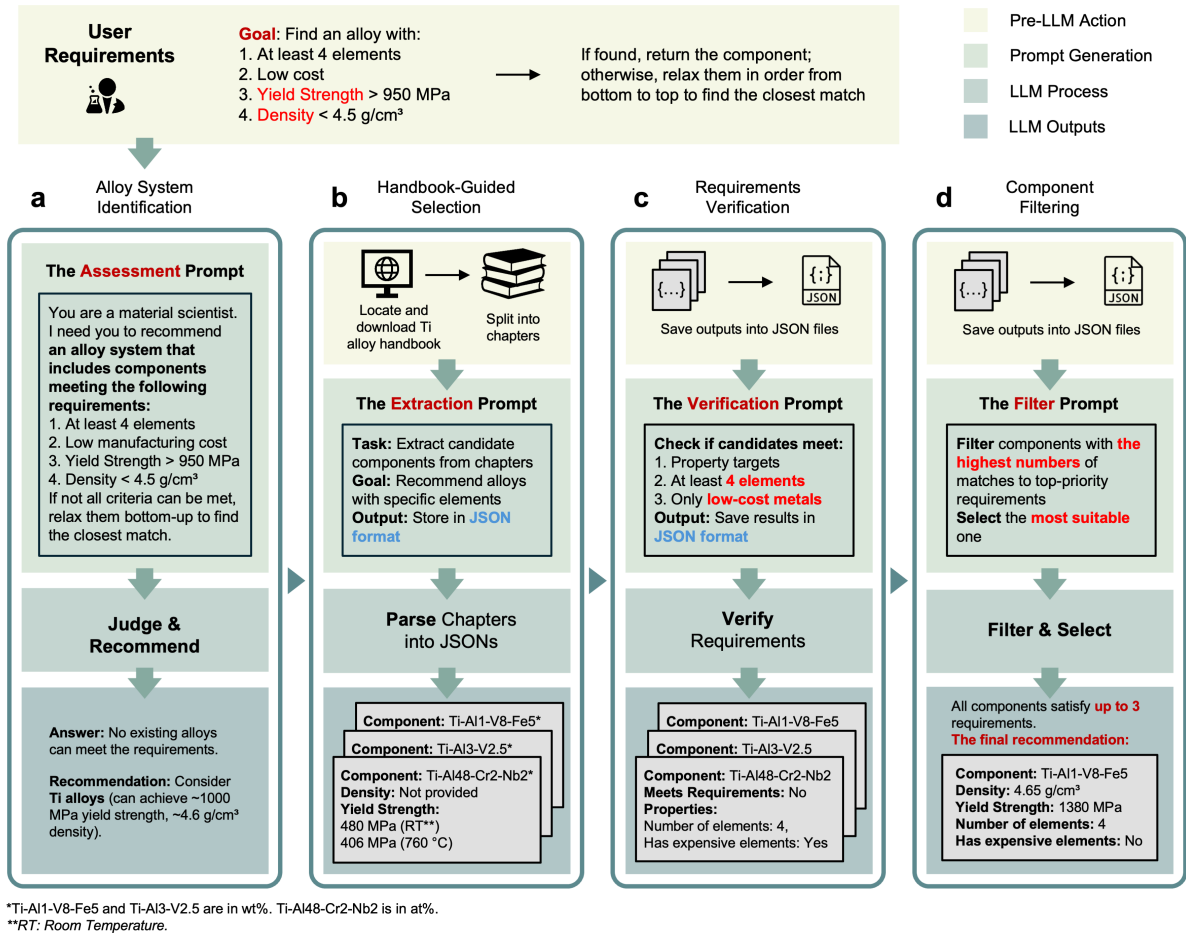 User
Requirements
Goal: Find an alloy with:
1. At least 4 elements
2. Low cost
3. Yield Strength > 950 MPa
4. Density < 4.5 g/cm³
If found, return the component;
otherwise, relax them in order from
bottom to top to find the closest match
Pre-LLM Action
Prompt Generation
LLM Process
LLM Outputs
a
Alloy System
Identification
The Assessment Prompt
You are a material scientist.
I need you to recommend
an alloy system that
includes components
meeting the following
requirements:
1. At least 4 elements
2. Low manufacturing cost
3. Yield Strength > 950 MPa
4. Density < 4.5 g/cm³
If not all criteria can be met,
relax them bottom-up to find
the closest match.
Judge &
Recommend
Answer: No existing alloys
can meet the requirements.
Recommendation: Consider
Ti alloys (can achieve ~1000
MPa yield strength, ~4.6 g/cm³
density).
b
Handbook-Guided
Selection
Locate and
download Ti
alloy handbook
Split into
chapters
The Extraction Prompt
Task: Extract candidate
components from chapters
Goal: Recommend alloys
with specific elements
Output: Store in JSON
format
Parse Chapters
into JSONs
Component: Ti-Al1-V8-Fe5*
Component: Ti-Al3-V2.5*
Component: Ti-Al48-Cr2-Nb2*
Density: Not provided
Yield Strength:
480 MPa (RT**)
406 MPa (760 °C)
c
Requirements
Verification
{...}
{;}
JSON
Save outputs into JSON files
The Verification Prompt
Check if candidates meet:
1. Property targets
2. At least 4 elements
3. Only low-cost metals
Output: Save results in
JSON format
Verify
Requirements
Component: Ti-Al1-V8-Fe5
Component: Ti-Al3-V2.5
Component: Ti-Al48-Cr2-Nb2
Meets Requirements: No
Properties:
Number of elements: 4,
Has expensive elements: Yes
d
Component
Filtering
{...}
{;}
JSON
Save outputs into JSON files
The Filter Prompt
Filter components with the
highest numbers of
matches to top-priority
requirements
Select the most suitable
one
Filter & Select
All components satisfy up to 3
requirements.
The final recommendation:
Component: Ti-Al1-V8-Fe5
Density: 4.65 g/cm³
Yield Strength: 1380 MPa
Number of elements: 4
Has expensive elements: No
*Ti-Al1-V8-Fe5 and Ti-Al3-V2.5 are in wt%. Ti-Al48-Cr2-Nb2 is in at%.
**RT: Room Temperature.